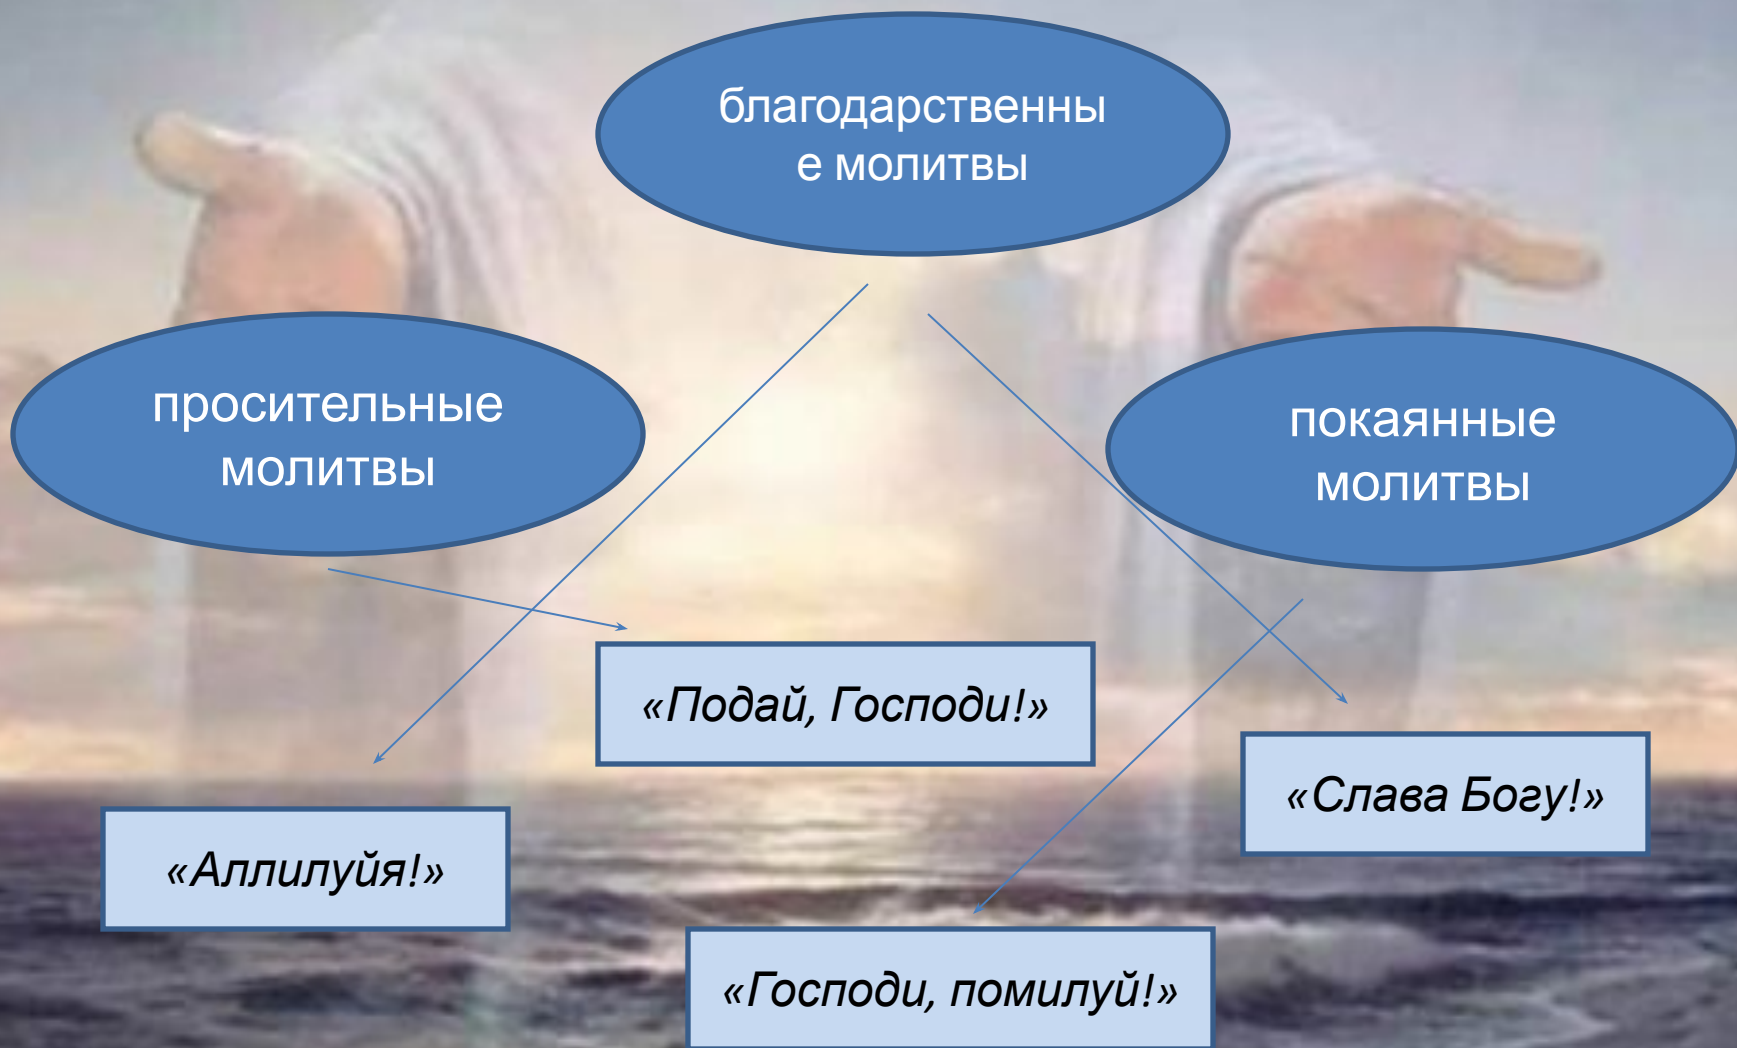 благодарственны
е молитвы
просительные
молитвы
покаянные
молитвы
«Подай, Господи!»
«Слава Богу!»
«Аллилуйя!»
«Господи, помилуй!»